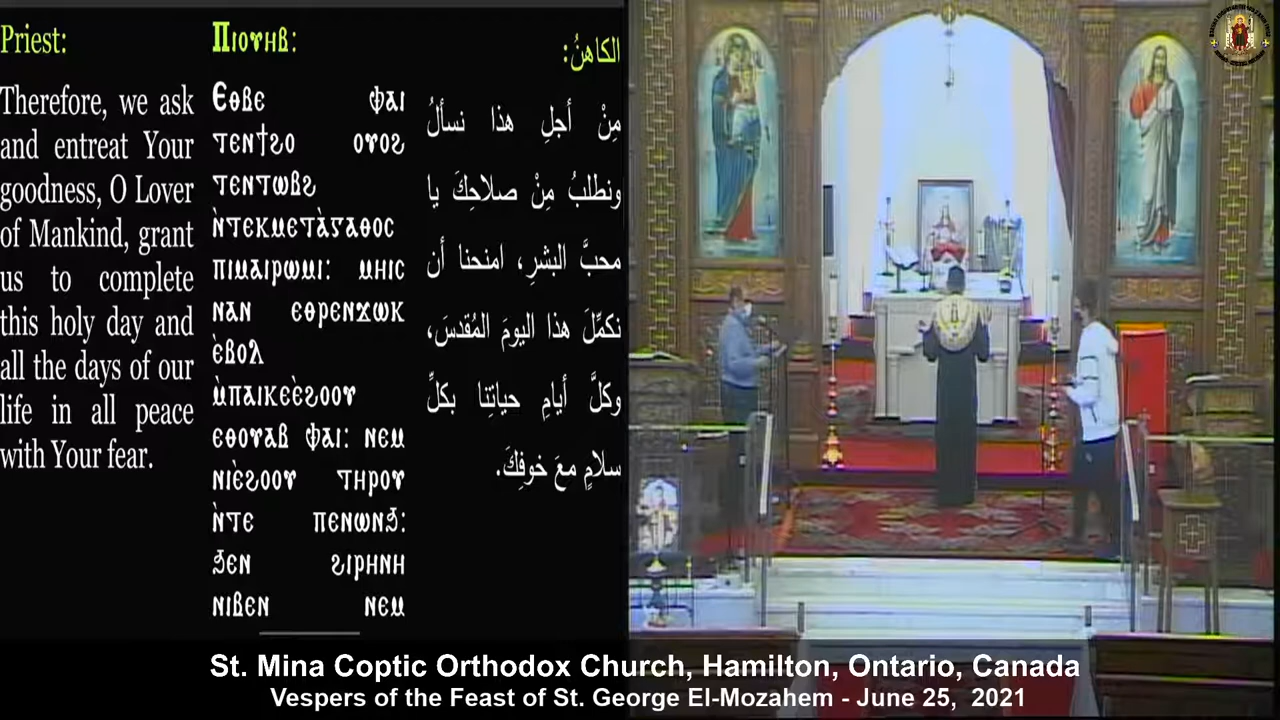 Priest:
Therefore, we ask
and entreat Your
goodness, O Lover
of Mankind, grant
us to complete
this holy day and
all the days of our
life in all peace
with Your fear.
Ⲡⲓⲟⲩⲏⲃ:
Ⲉⲑⲃⲉ ⲫⲁⲓ
ⲧⲉⲛϯϩⲟ ⲟⲩⲟϩ
ⲧⲉⲛⲧⲱⲃϩ
ⲛ̀ⲧⲉⲕⲙⲉⲧⲁ̀ⲅⲁⲑⲟⲥ
ⲡⲓⲙⲁⲓⲣⲱⲙⲓ: ⲙⲏⲓⲥ
ⲛⲁⲛ ⲉⲑⲣⲉⲛϫⲱⲕ
ⲉ̀ⲃⲟⲗ
ⲙ̀ⲡⲁⲓⲕⲉⲉ̀ϩⲟⲟⲩ
ⲉⲑⲟⲩⲁⲃ ⲫⲁⲓ: ⲛⲉⲙ
ⲛⲓⲉ̀ϩⲟⲟⲩ ⲧⲏⲣⲟⲩ
ⲛ̀ⲧⲉ ⲡⲉⲛⲱⲛϧ:
ϧⲉⲛ ϩⲓⲣⲏⲛⲏ
ⲛⲓⲃⲉⲛ ⲛⲉⲙ
الكاهنُ:
مِنْ أجلِ هذا نسألُ
ونطلبُ مِنْ صلاحِكَ يا
محبَّ البشرِ، امنحنا أن
نكمِّلَ هذا اليومَ المُقدسَ،
وكلَّ أيامِ حياتِنا بكلِّ
سلامٍ معَ خوفِكَ.
St. Mina Coptic Orthodox Church, Hamilton, Ontario, Canada
Vespers of the Feast of St. George El-Mozahem - June 25, 2021